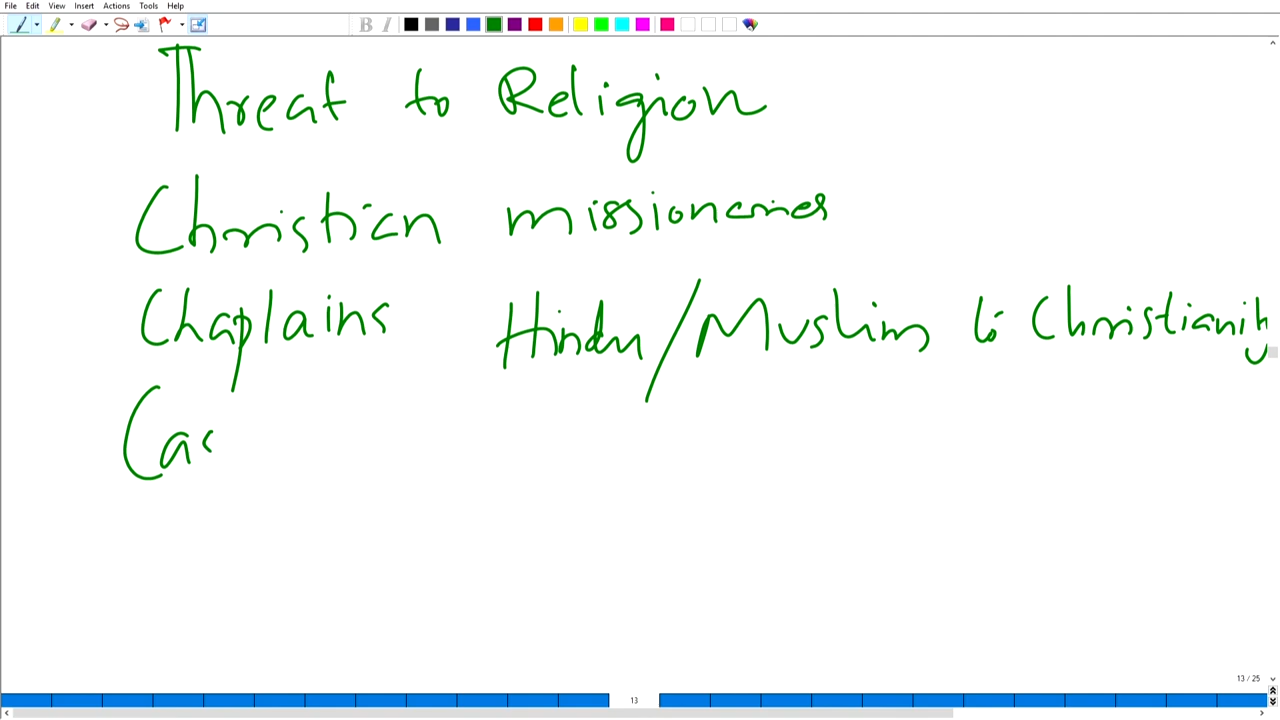 File Edit View Insert Actions Tools Help
B I
Threat to Religion
Christian missionaries
Chaplains Hindu/Muslim to Christianity
Cas
13 / 25
13